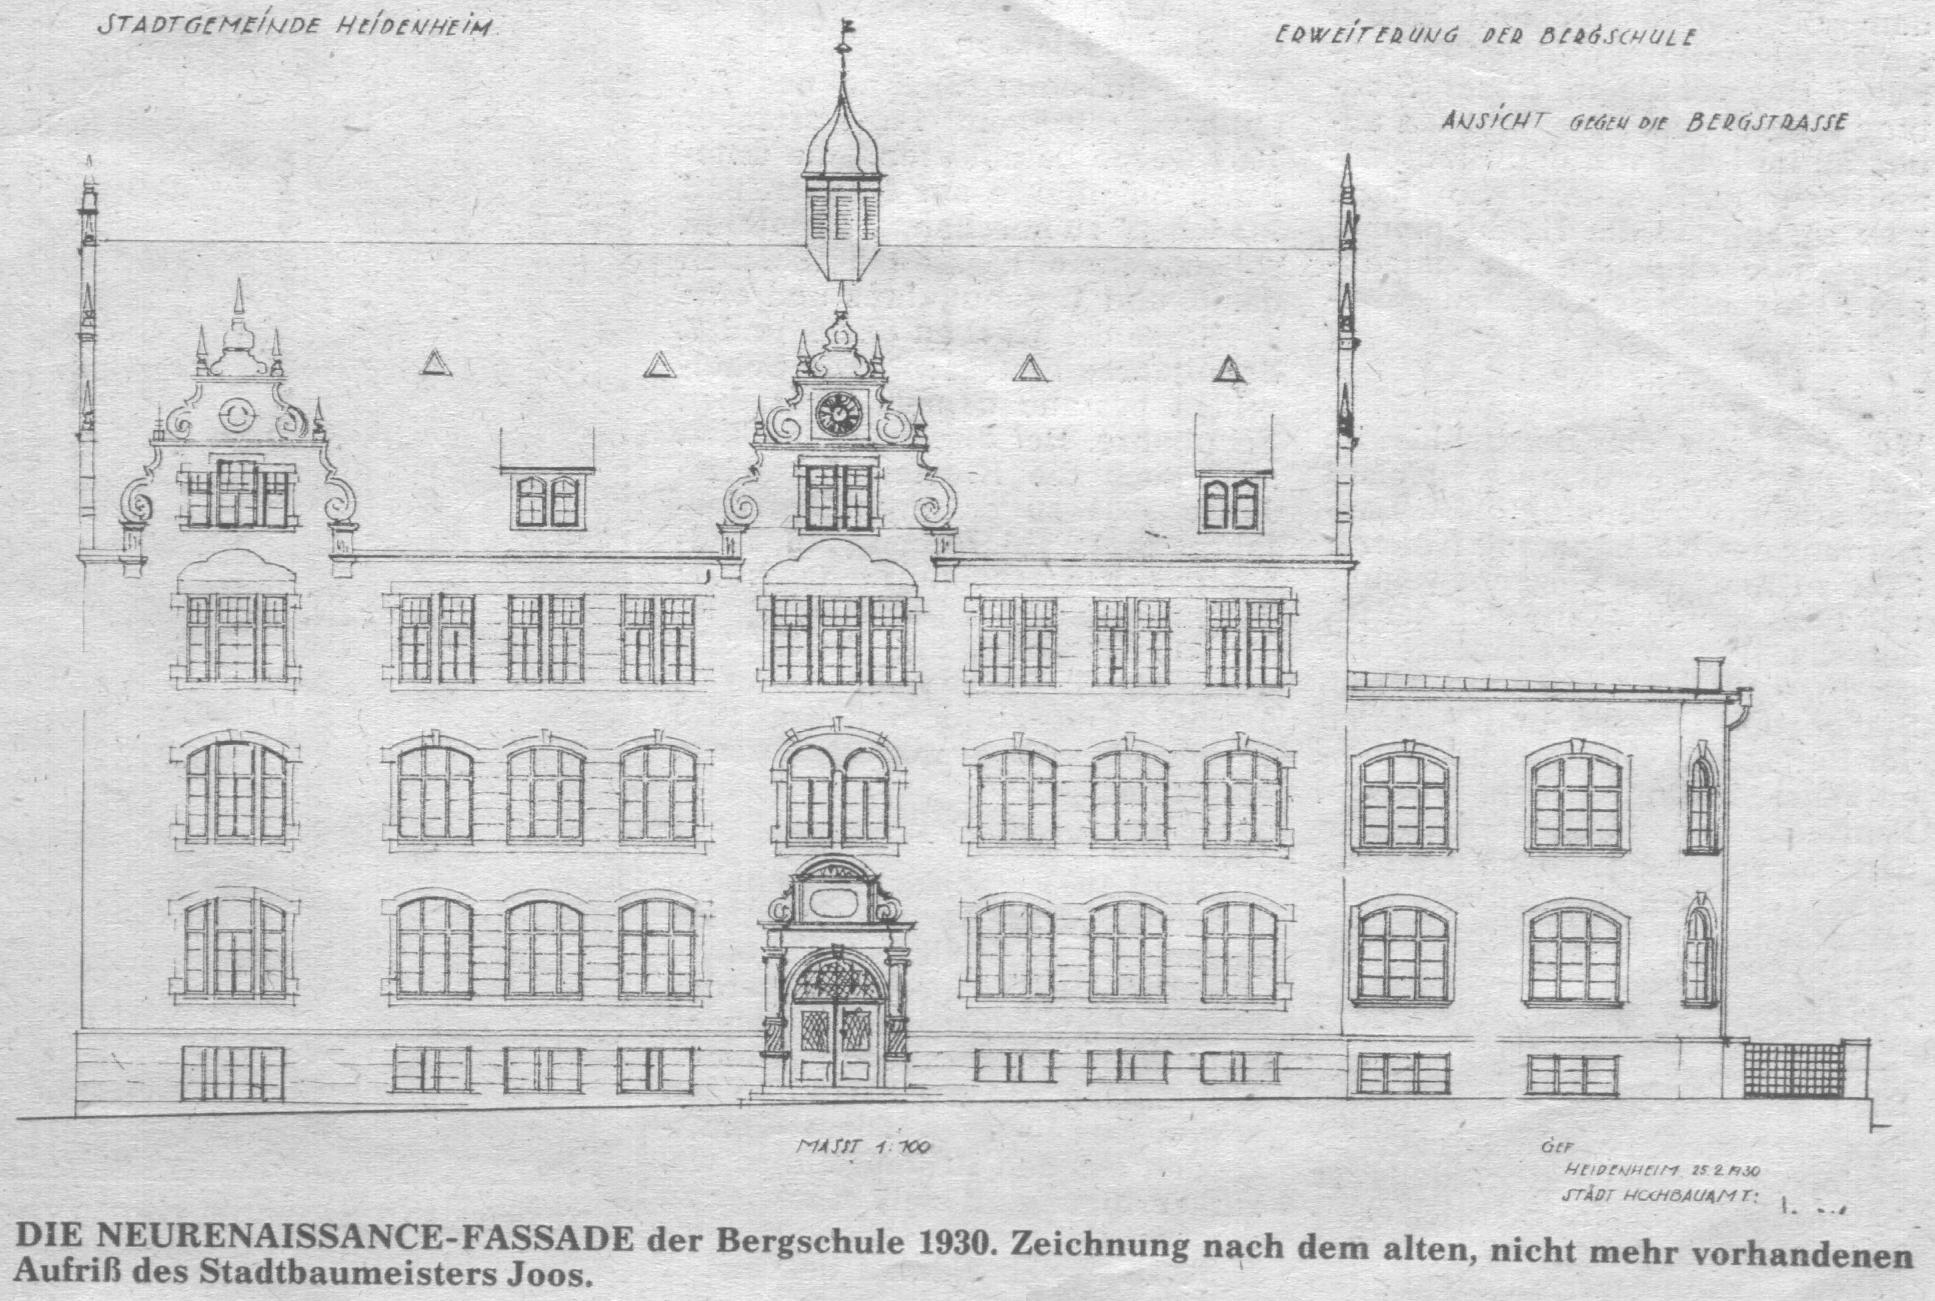 STADTGEMEINDE HEIDENHEIM.
ERWEITERUNG DER BERGSCHULE
ANSICHT GEGEN DIE BERGSTRASSE
MASST 1:100
GEF
HEIDENHEIM 25.2.1930
STÄDT HOCHBAUAMT:
DIE NEURENAISSANCE-FASSADE der Bergschule 1930. Zeichnung nach dem alten, nicht mehr vorhandenen
Aufriß des Stadtbaumeisters Joos.